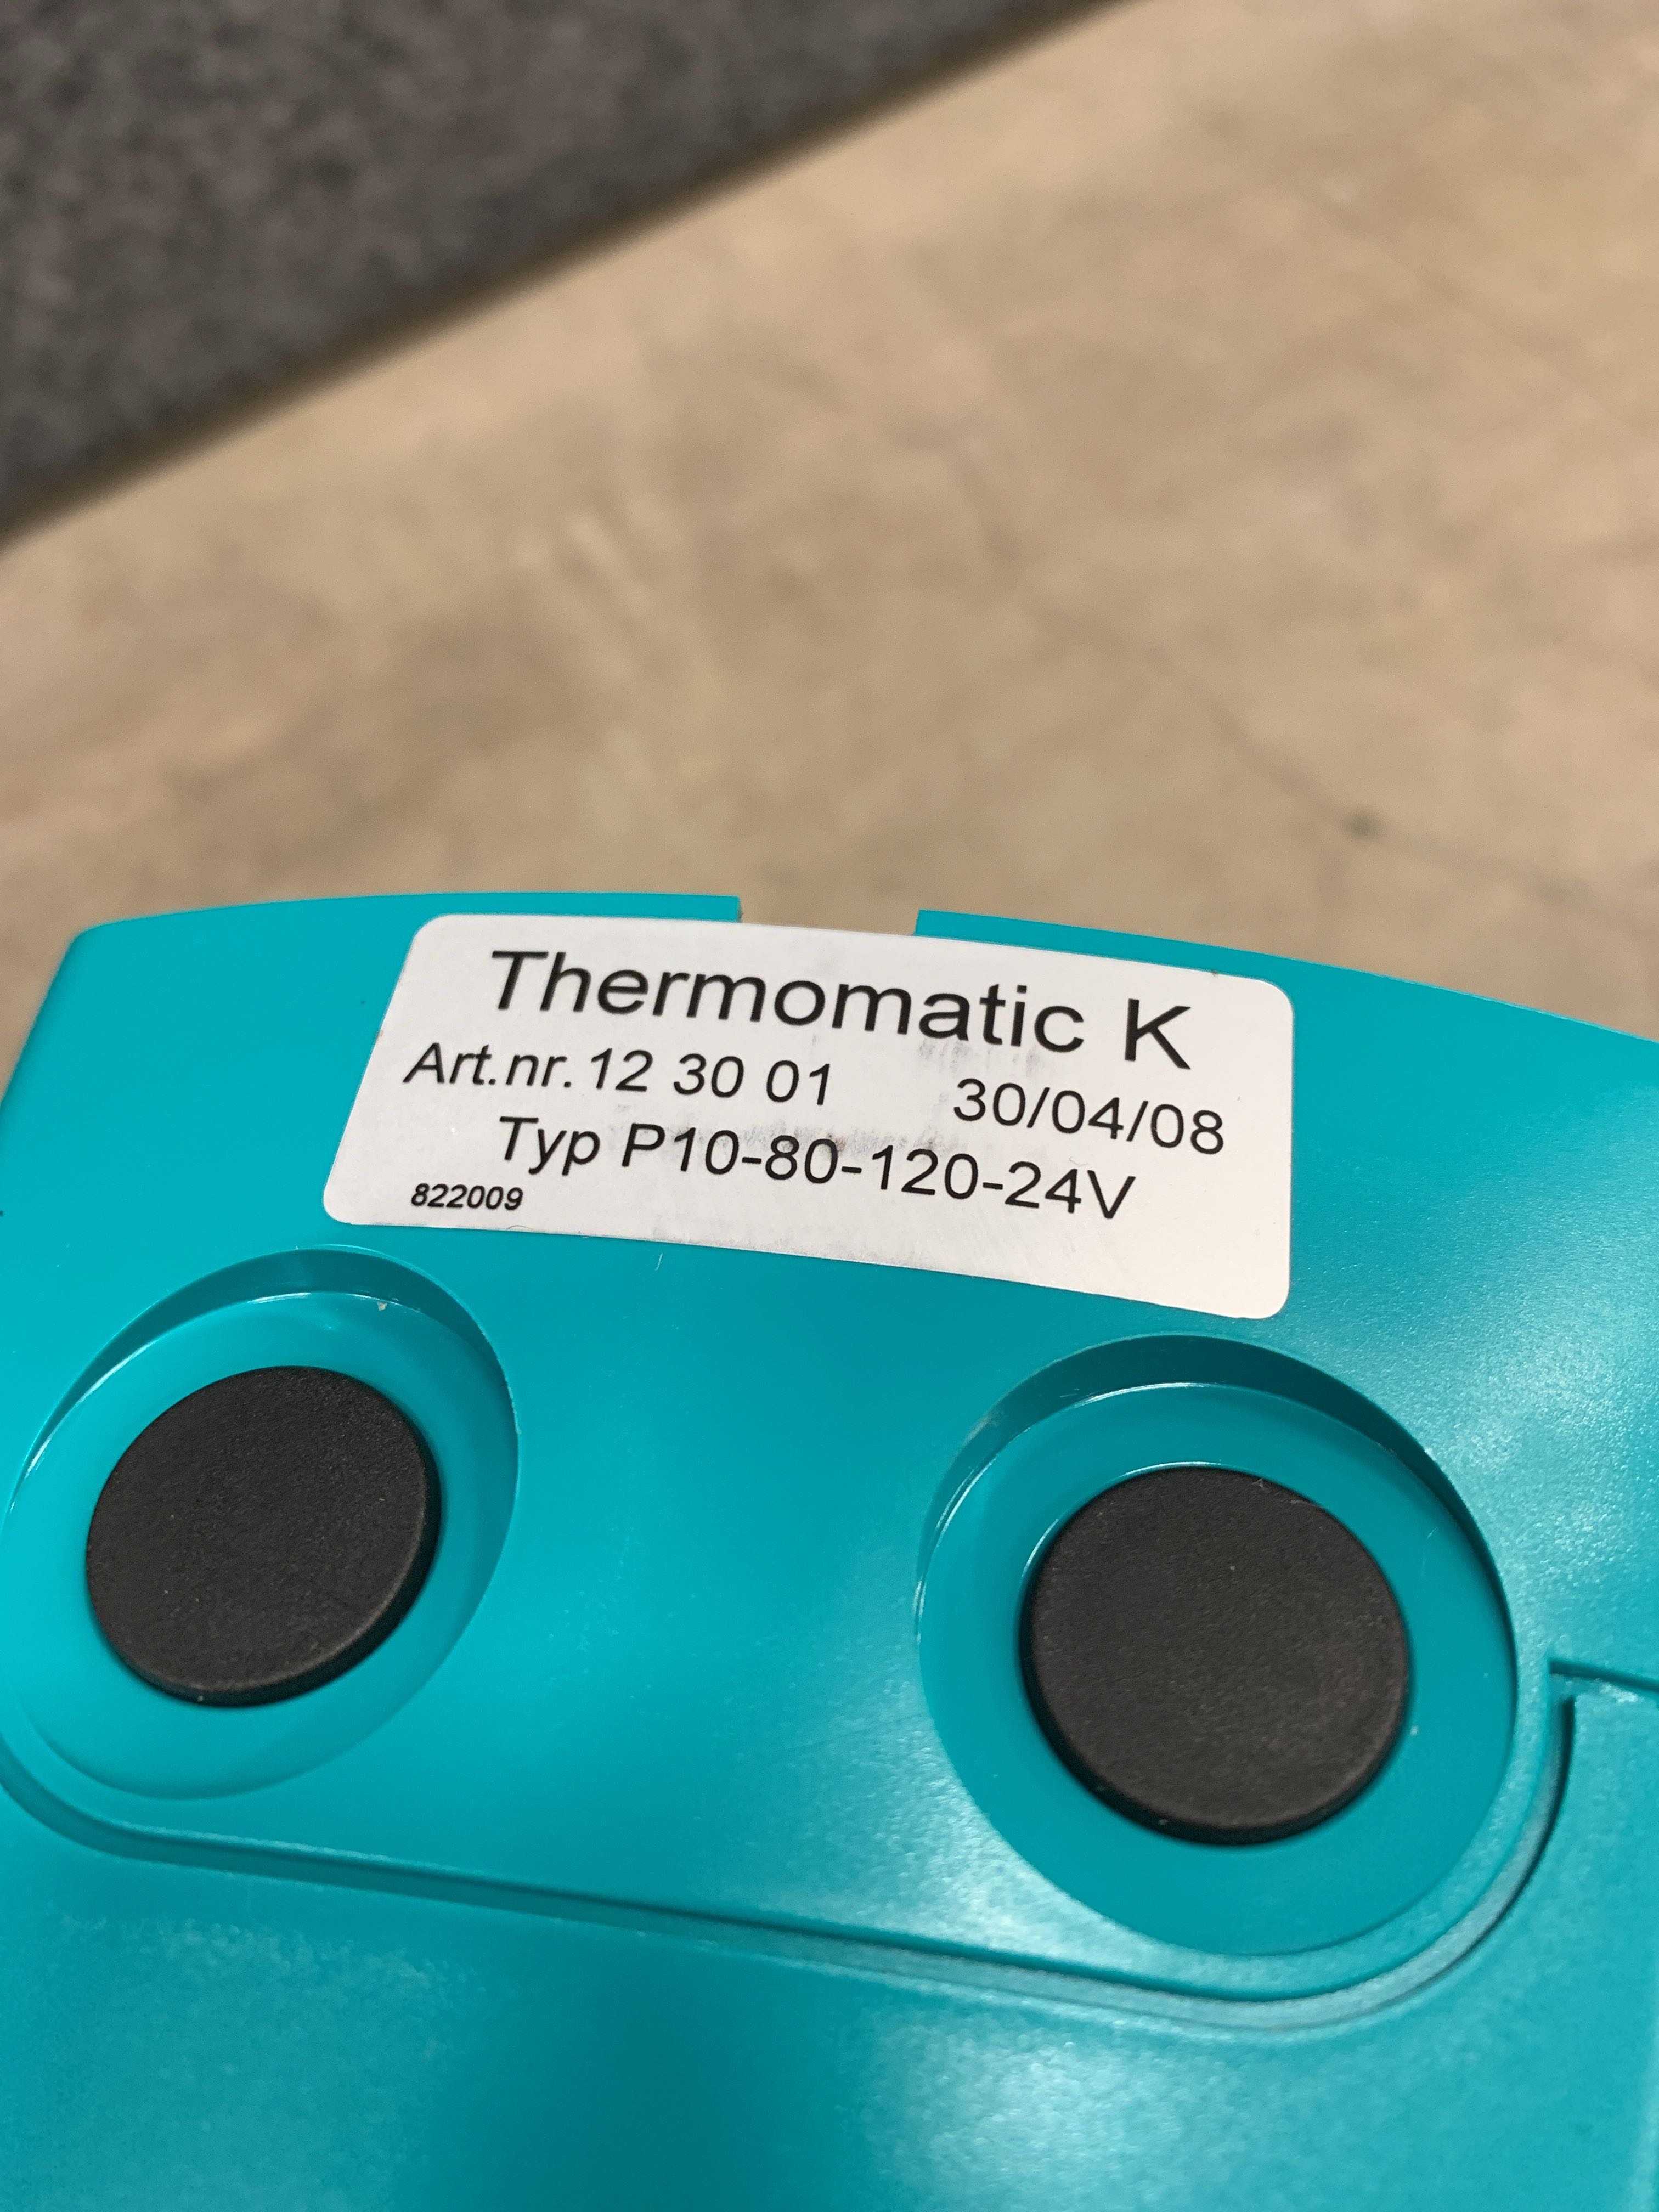 Thermomatic K
Art.nr. 12 30 01 30/04/08
Typ P10-80-120-24V
822009